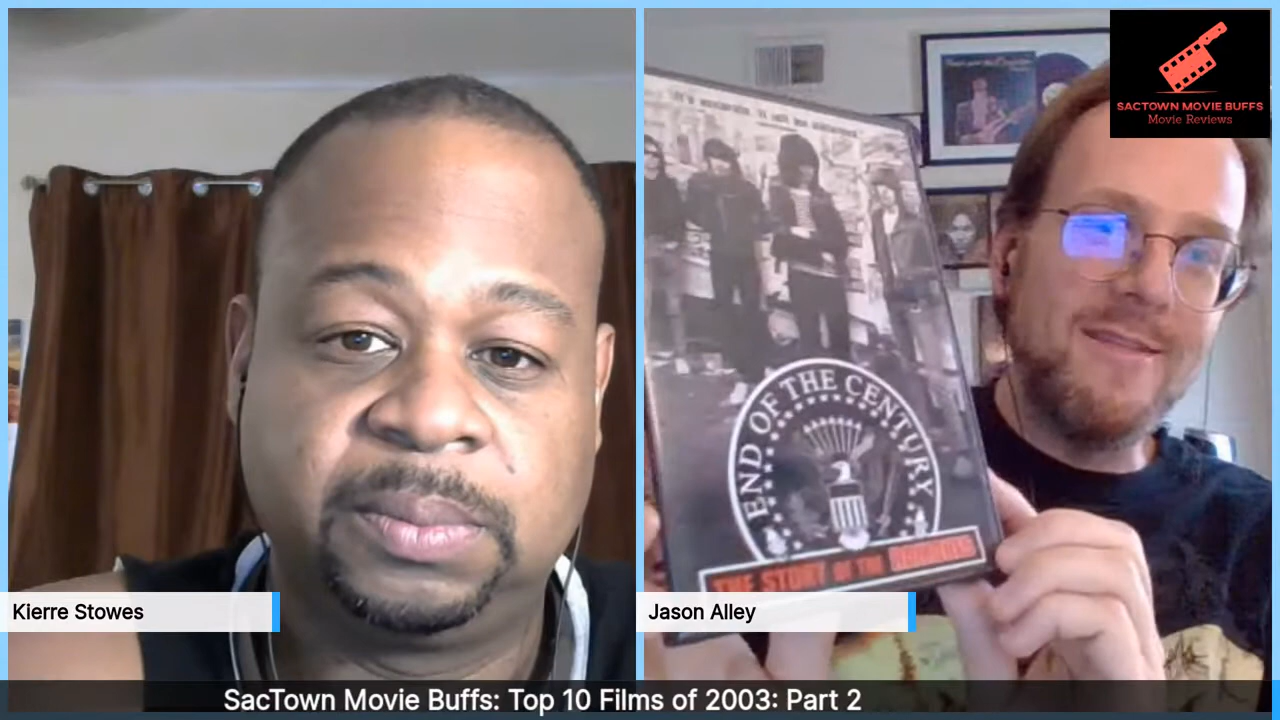 SACTOWN MOVIE BUFFS
Movie Reviews
END OF THE CENTURY
THE STORY OF THE RAMONES
Kierre Stowes
Jason Alley
SacTown Movie Buffs: Top 10 Films of 2003: Part 2